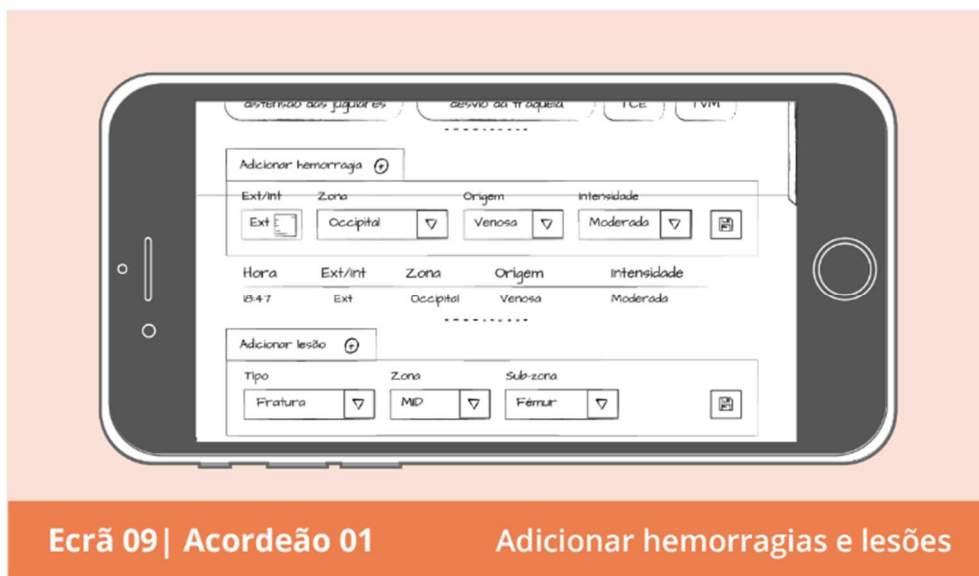 distensão das jugulares desvio da traqueia TCE TVM
Adicionar hemorragia
Ext/Int Zona Origem Intensidade
Ext Occipital Venosa Moderada
Hora Ext/Int Zona Origem Intensidade
13:47 Ext Occipital Venosa Moderada
Adicionar lesão
Tipo Zona Sub-zona
Fratura MID Fémur
Ecrã 09| Acordeão 01 Adicionar hemorragias e lesões